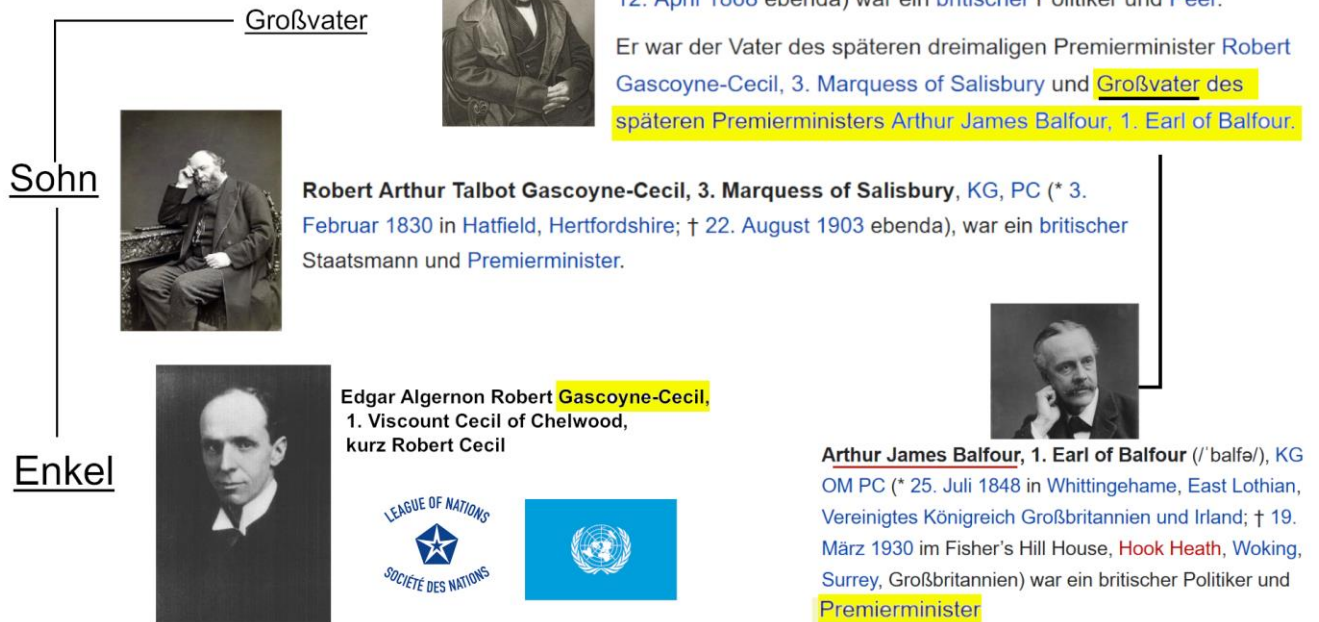 Großvater
12. April 1868 ebenda) war ein britischer Politiker und Peer.
Er war der Vater des späteren dreimaligen Premierminister Robert
Gascoyne-Cecil, 3. Marquess of Salisbury und Großvater des
späteren Premierministers Arthur James Balfour, 1. Earl of Balfour.
Sohn
Robert Arthur Talbot Gascoyne-Cecil, 3. Marquess of Salisbury, KG, PC (* 3.
Februar 1830 in Hatfield, Hertfordshire; † 22. August 1903 ebenda), war ein britischer
Staatsmann und Premierminister.
Enkel
Edgar Algernon Robert Gascoyne-Cecil,
1. Viscount Cecil of Chelwood,
kurz Robert Cecil
LEAGUE OF NATIONS
SOCIÉTÉ DES NATIONS
Arthur James Balfour, 1. Earl of Balfour (/ˈbalfə/), KG
OM PC (* 25. Juli 1848 in Whittingehame, East Lothian,
Vereinigtes Königreich Großbritannien und Irland; † 19.
März 1930 im Fisher’s Hill House, Hook Heath, Woking,
Surrey, Großbritannien) war ein britischer Politiker und
Premierminister